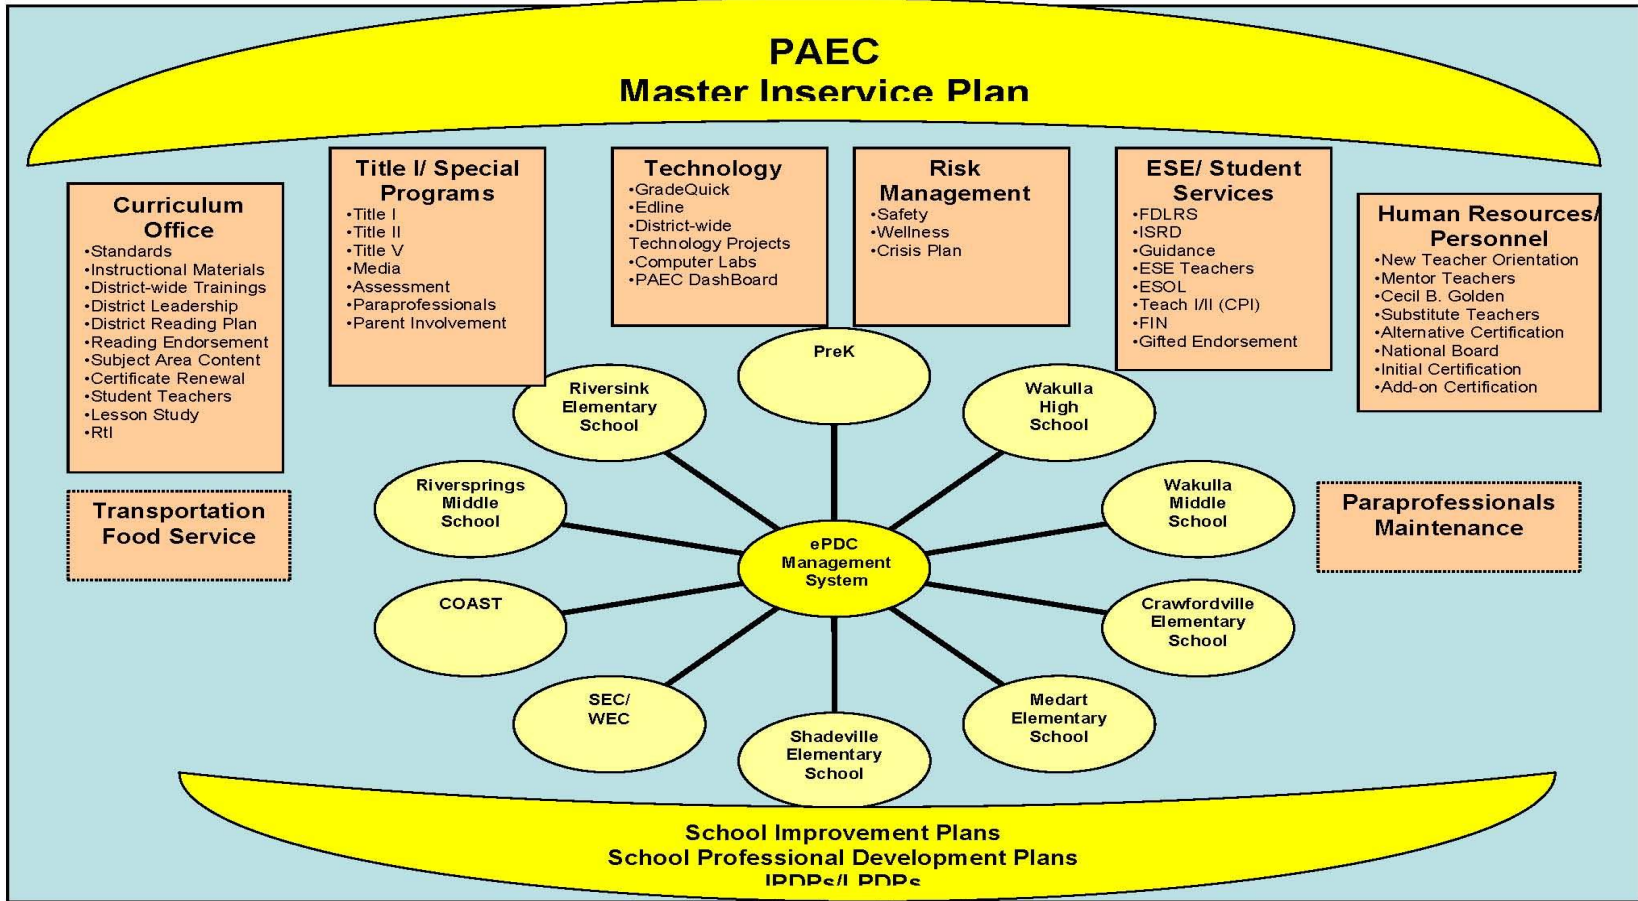 PAEC
Master Inservice Plan
Curriculum
Office
•Standards
•Instructional Materials
•District-wide Trainings
•District Leadership
•District Reading Plan
•Reading Endorsement
•Subject Area Content
•Certificate Renewal
•Student Teachers
•Lesson Study
•RtI
Title I/ Special
Programs
•Title I
•Title II
•Title V
•Media
•Assessment
•Paraprofessionals
•Parent Involvement
Technology
•GradeQuick
•Edline
•District-wide
Technology Projects
•Computer Labs
•PAEC DashBoard
Risk
Management
•Safety
•Wellness
•Crisis Plan
ESE/ Student
Services
•FDLRS
•ISRD
•Guidance
•ESE Teachers
•ESOL
•Teach I/II (CPI)
•FIN
•Gifted Endorsement
Human Resources/
Personnel
•New Teacher Orientation
•Mentor Teachers
•Cecil B. Golden
•Substitute Teachers
•Alternative Certification
•National Board
•Initial Certification
•Add-on Certification
Transportation
Food Service
Paraprofessionals
Maintenance
PreK
Riversink
Elementary
School
Wakulla
High
School
Riversprings
Middle
School
Wakulla
Middle
School
ePDC
Management
System
COAST
Crawfordville
Elementary
School
SEC/
WEC
Shadeville
Elementary
School
Medart
Elementary
School
School Improvement Plans
School Professional Development Plans
IPDPs/LPDPs